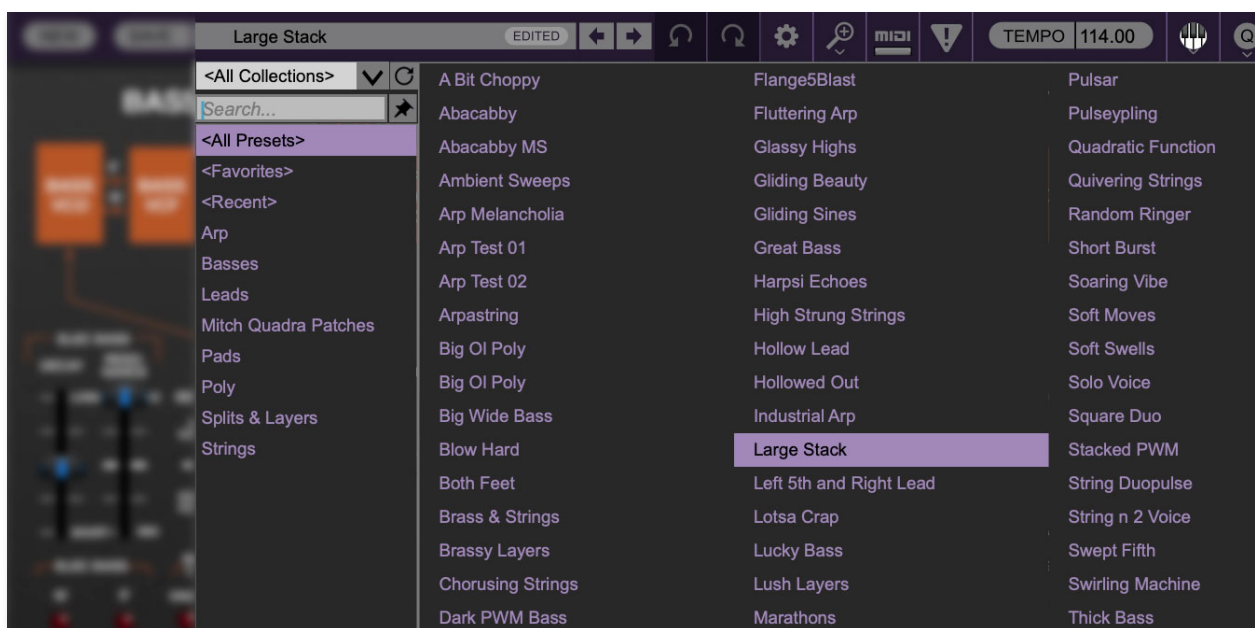 Large Stack EDITED MIDI TEMPO 114.00 Q
<All Collections>
Search...
<All Presets>
<Favorites>
<Recent>
Arp
Basses
Leads
Mitch Quadra Patches
Pads
Poly
Splits & Layers
Strings
A Bit Choppy
Abacabby
Abacabby MS
Ambient Sweeps
Arp Melancholia
Arp Test 01
Arp Test 02
Arpastring
Big Ol Poly
Big Ol Poly
Big Wide Bass
Blow Hard
Both Feet
Brass & Strings
Brassy Layers
Chorusing Strings
Dark PWM Bass
Flange5Blast
Fluttering Arp
Glassy Highs
Gliding Beauty
Gliding Sines
Great Bass
Harpsi Echoes
High Strung Strings
Hollow Lead
Hollowed Out
Industrial Arp
Large Stack
Left 5th and Right Lead
Lotsa Crap
Lucky Bass
Lush Layers
Marathons
Pulsar
Pulseypling
Quadratic Function
Quivering Strings
Random Ringer
Short Burst
Soaring Vibe
Soft Moves
Soft Swells
Solo Voice
Square Duo
Stacked PWM
String Duopulse
String n 2 Voice
Swept Fifth
Swirling Machine
Thick Bass